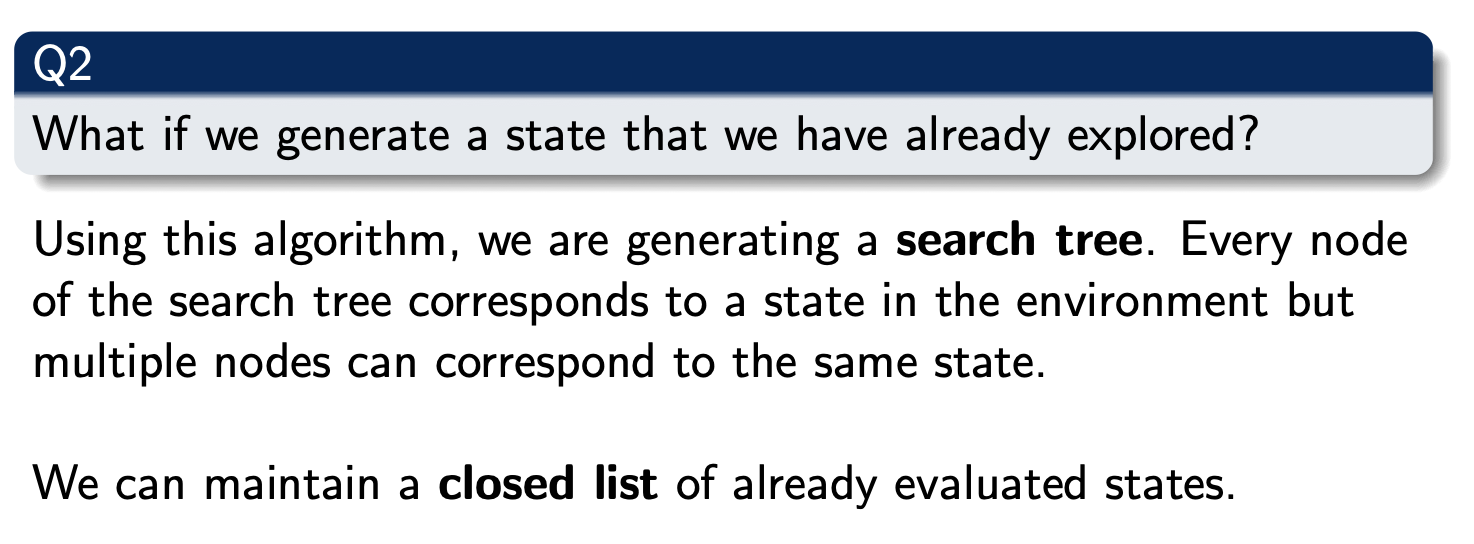 Q2
What if we generate a state that we have already explored?
Using this algorithm, we are generating a search tree. Every node
of the search tree corresponds to a state in the environment but
multiple nodes can correspond to the same state.
We can maintain a closed list of already evaluated states.